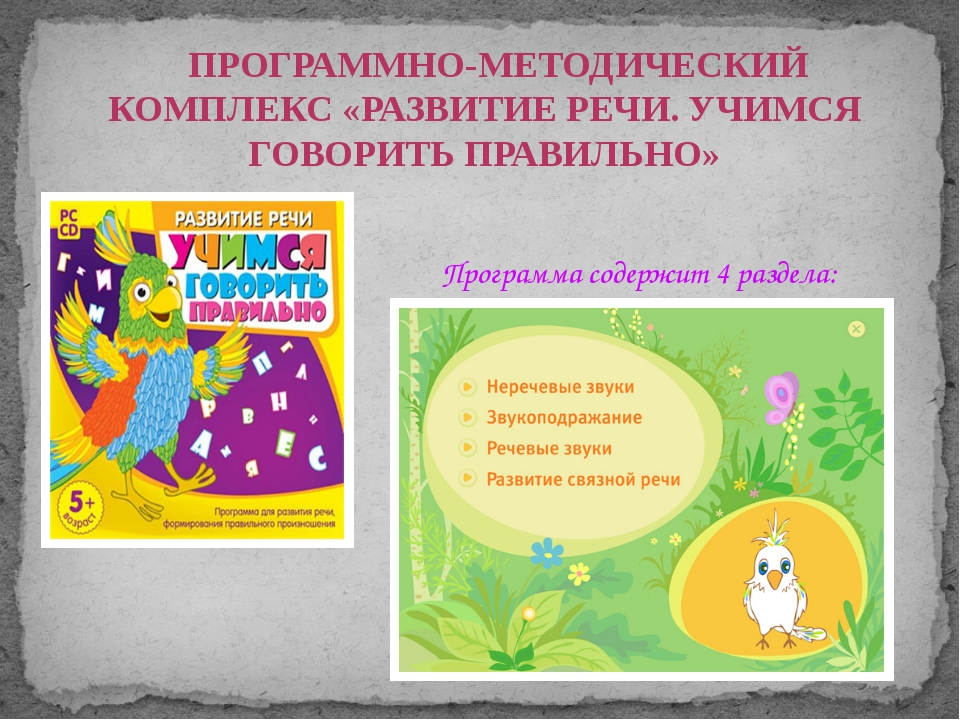 ПРОГРАММНО-МЕТОДИЧЕСКИЙ
КОМПЛЕКС «РАЗВИТИЕ РЕЧИ. УЧИМСЯ
ГОВОРИТЬ ПРАВИЛЬНО»
PC
CD
РАЗВИТИЕ РЕЧИ
УЧИМСЯ
ГОВОРИТЬ
ПРАВИЛЬНО
5+
возраст
Программа для развития речи,
формирования правильного произношения
Программа содержит 4 раздела:
Неречевые звуки
Звукоподражание
Речевые звуки
Развитие связной речи